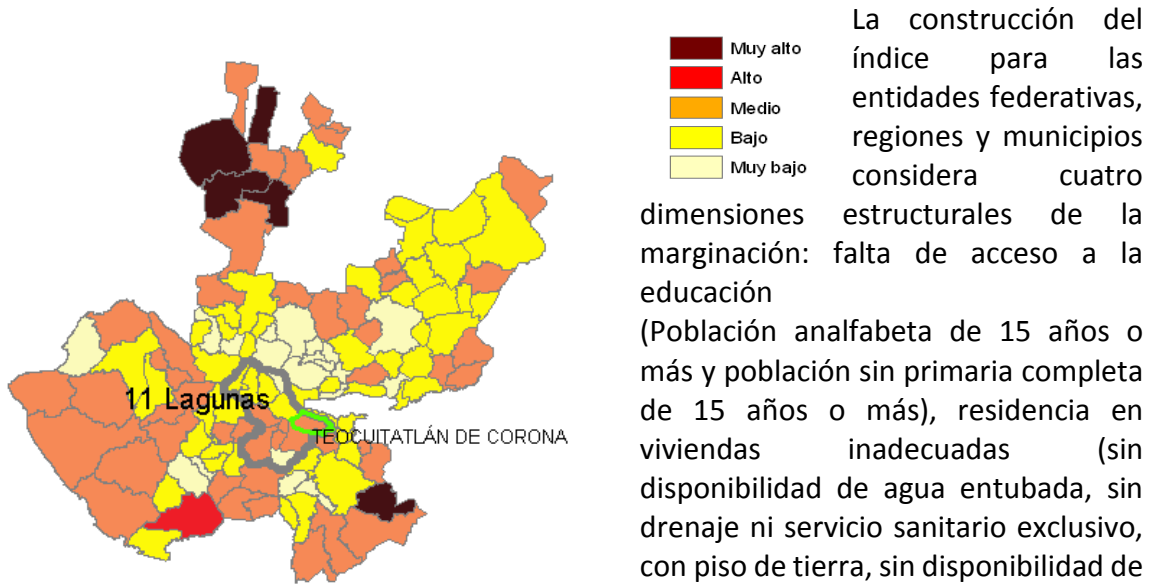 11 Lagunas
TEOCUITATLÁN DE CORONA
Muy alto
Alto
Medio
Bajo
Muy bajo
La construcción del
índice para las
entidades federativas,
regiones y municipios
considera cuatro
dimensiones estructurales de la
marginación: falta de acceso a la
educación
(Población analfabeta de 15 años o
más y población sin primaria completa
de 15 años o más), residencia en
viviendas inadecuadas (sin
disponibilidad de agua entubada, sin
drenaje ni servicio sanitario exclusivo,
con piso de tierra, sin disponibilidad de